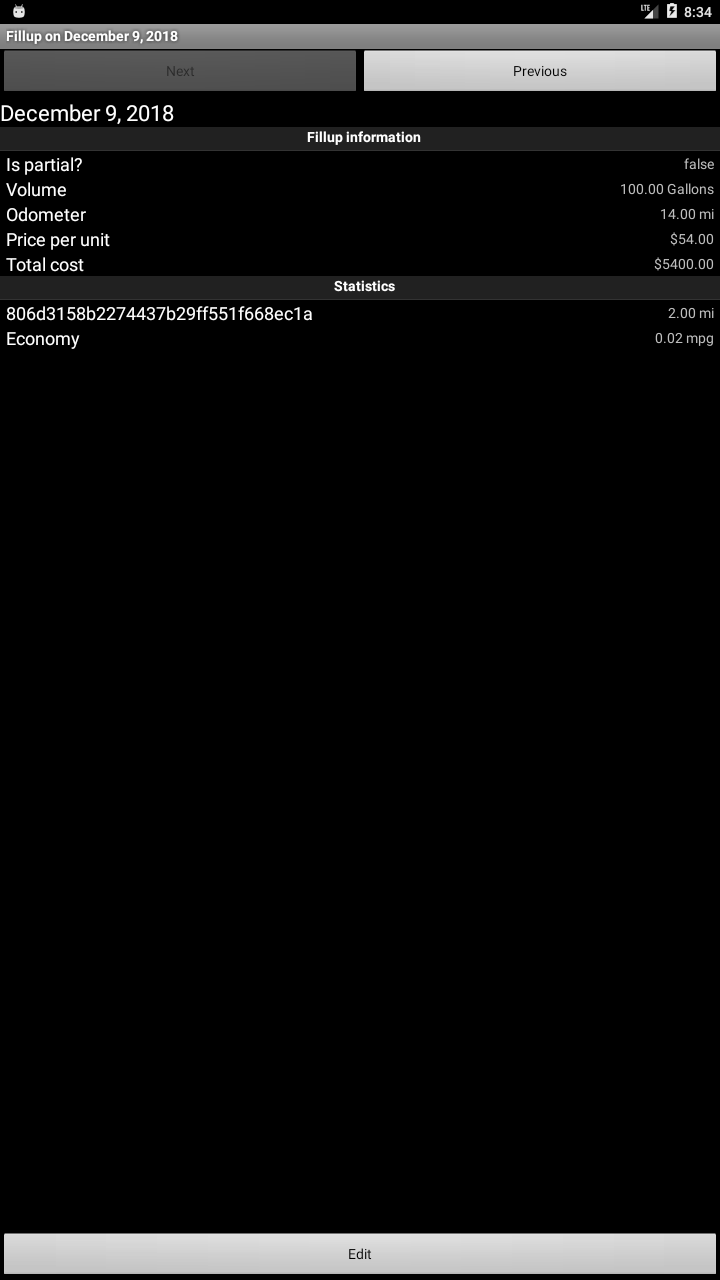 LTE 8:34
Fillup on December 9, 2018
Next Previous
December 9, 2018
Fillup information
Is partial? false
Volume 100.00 Gallons
Odometer 14.00 mi
Price per unit $54.00
Total cost $5400.00
Statistics
806d3158b2274437b29ff551f668ec1a 2.00 mi
Economy 0.02 mpg
Edit